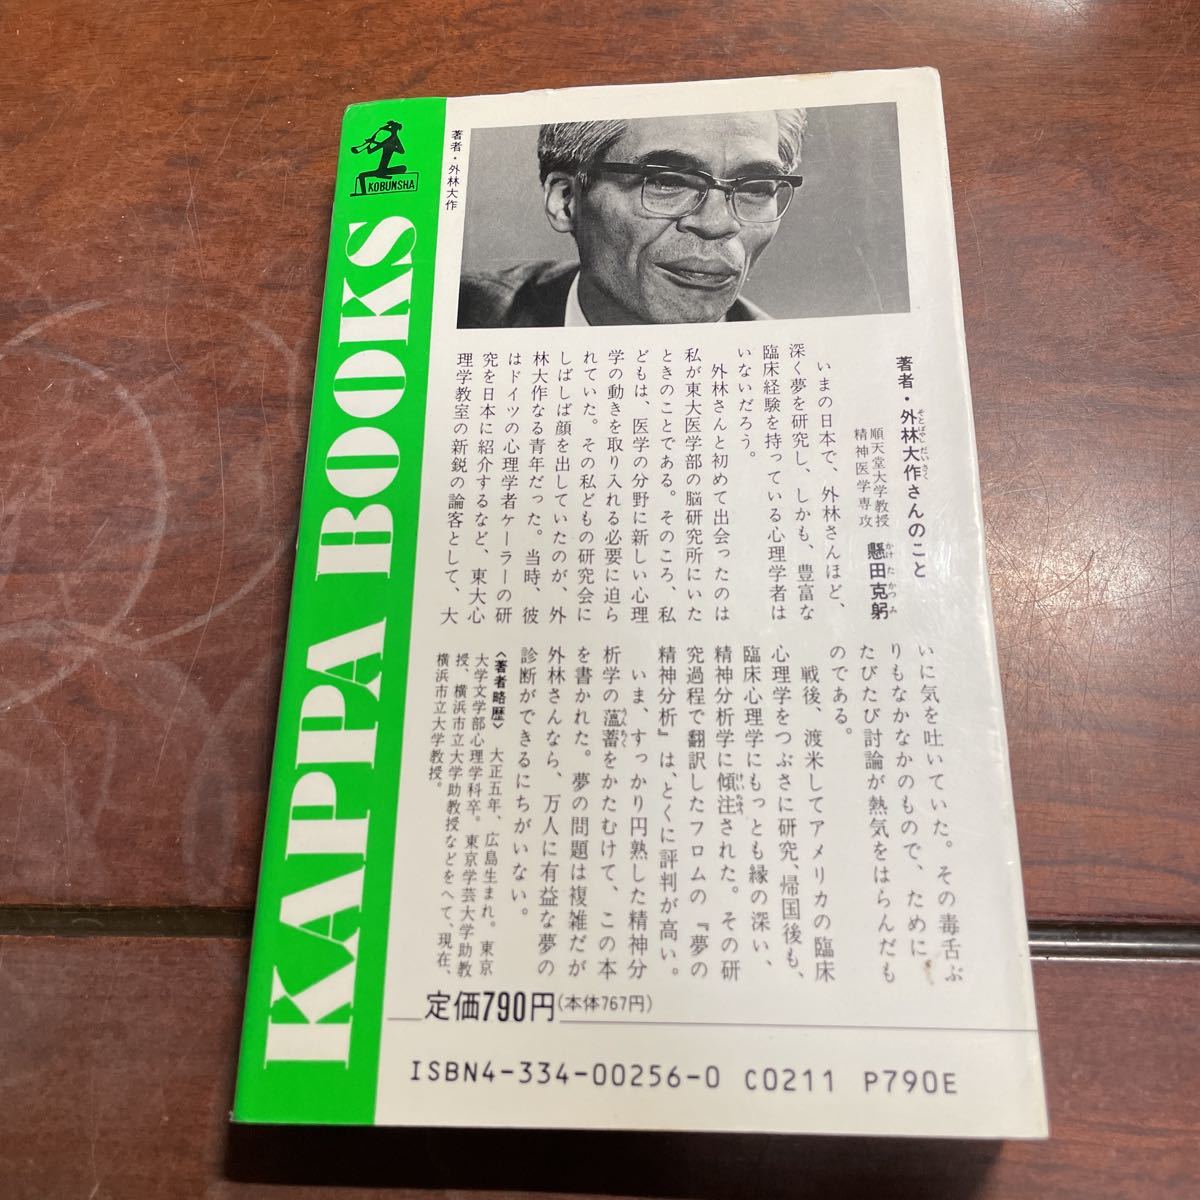 KOBUNSHA
KAPPA BOOKS
著者・外林大作
著者・外林大作さんのこと
そとばやしだいさく
順天堂大学教授
精神医学専攻
懸田克躬
かけたかつみ
いまの日本で、外林さんほど、
深く夢を研究し、しかも、豊富な
臨床経験を持っている心理学者は
いないだろう。
外林さんと初めて出会ったのは
私が東大医学部の脳研究所にいた
ときのことである。そのころ、私
どもは、医学の分野に新しい心理
学の動きを取り入れる必要に迫ら
れていた。その私どもの研究会に
しばしば顔を出していたのが、外
林大作なる青年だった。当時、彼
はドイツの心理学者ケーラーの研
究を日本に紹介するなど、東大心
理学教室の新鋭の論客として、大
いに気を吐いていた。その毒舌ぶ
りもなかなかのもので、ために
たびたび討論が熱気をはらんだも
のである。
戦後、渡米してアメリカの臨床
心理学をつぶさに研究、帰国後も、
臨床心理学にもっとも縁の深い、
精神分析学に傾注された。その研
けいちゅう
究過程で翻訳したフロムの『夢の
精神分析』は、とくに評判が高い。
いま、すっかり円熟した精神分
析学の薀蓄をかたむけて、この本
うんちく
を書かれた。夢の問題は複雑だが
外林さんなら、万人に有益な夢の
診断ができるにちがいない。
〈著者略歴〉 大正五年、広島生まれ。東京
大学文学部心理学科卒。東京学芸大学助教
授、横浜市立大学助教授などをへて、現在、
横浜市立大学教授。
定価790円(本体767円)
ISBN4-334-00256-0 C0211 P790E